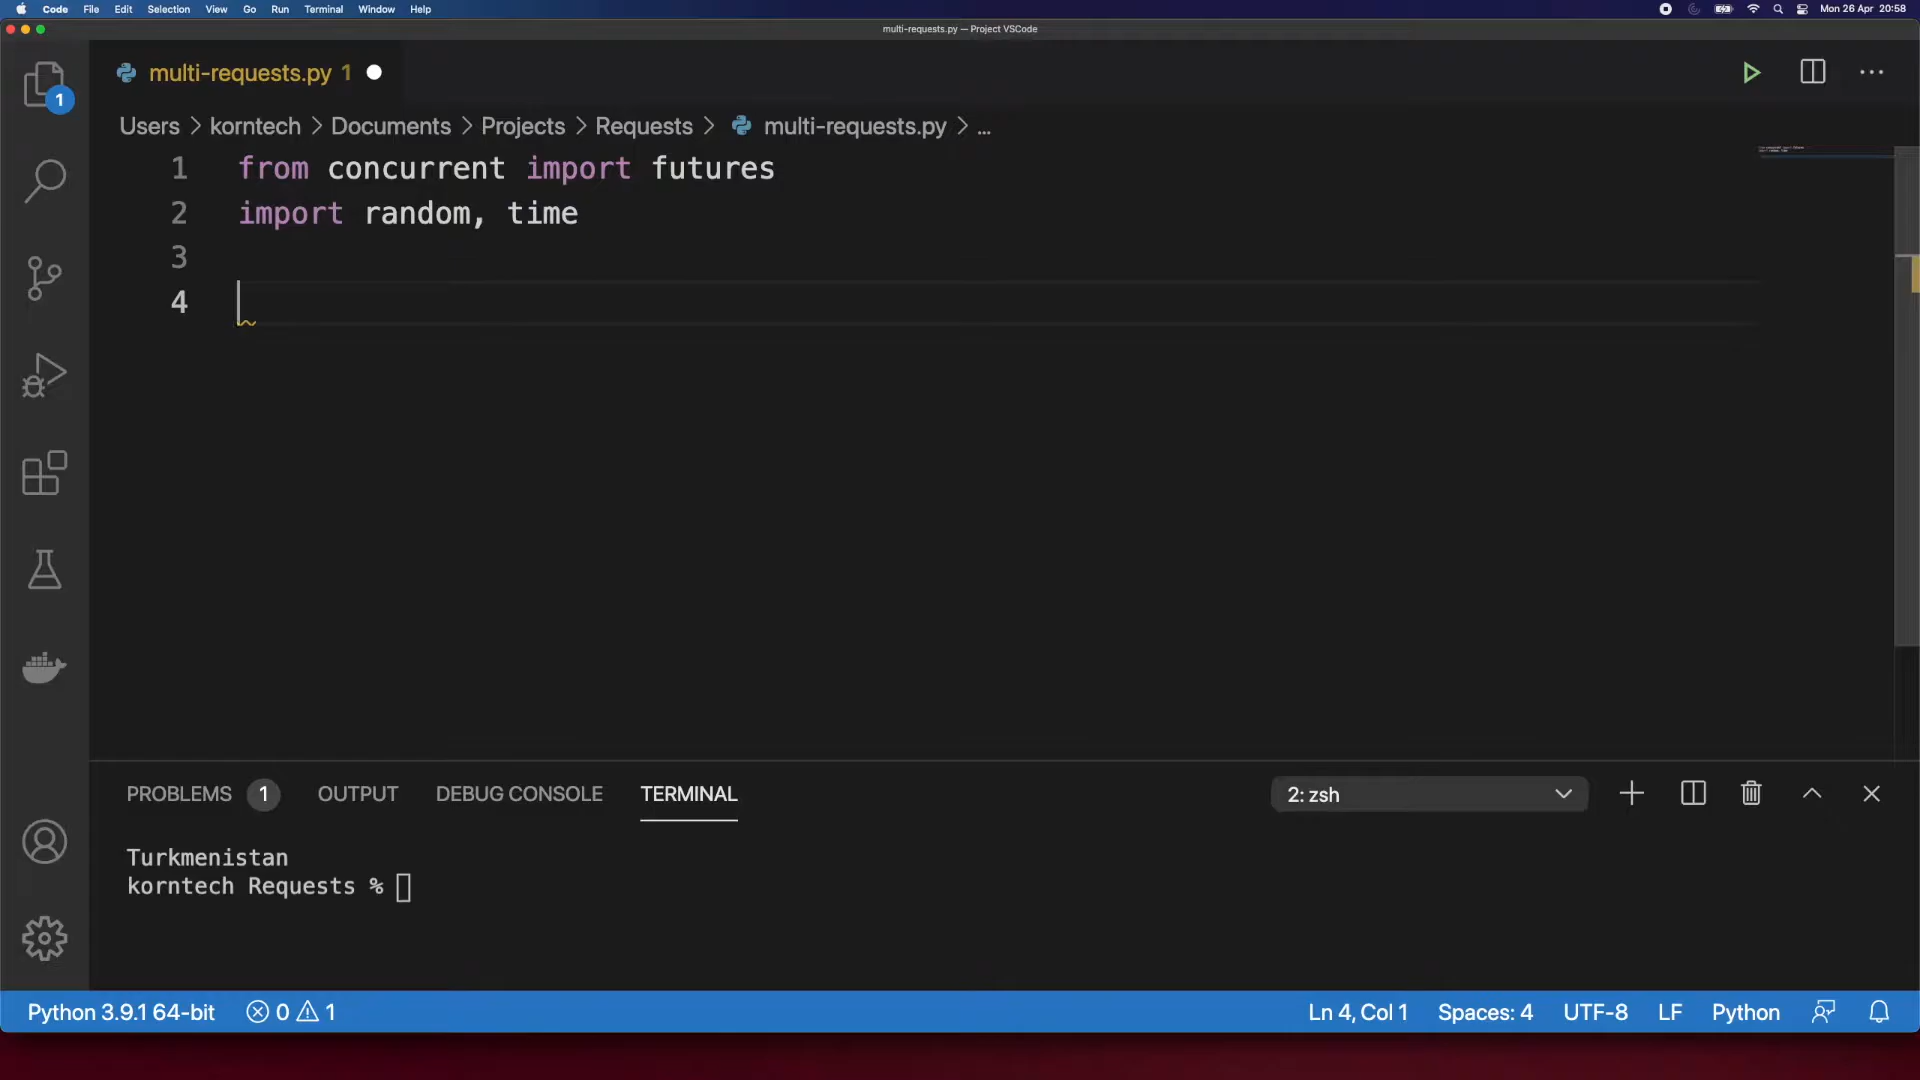 Code File Edit Selection View Go Run Terminal Window Help Mon 26 Apr 20:58
multi-requests.py — Project VSCode
multi-requests.py 1
1
Users > korntech > Documents > Projects > Requests > multi-requests.py > ...
1 from concurrent import futures
2 import random, time
3
4
PROBLEMS 1 OUTPUT DEBUG CONSOLE TERMINAL 2: zsh
Turkmenistan
korntech Requests %
Python 3.9.1 64-bit 0 1 Ln 4, Col 1 Spaces: 4 UTF-8 LF Python